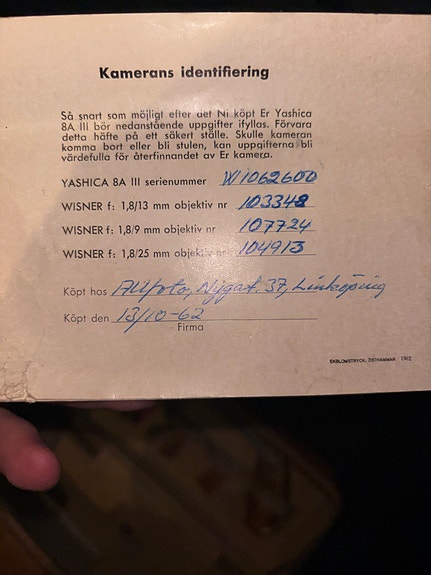 Kamerans identifiering
Så snart som möjligt efter det Ni köpt Er Yashica
8A III bör nedanstående uppgifter ifyllas. Förvara
detta häfte på ett säkert ställe. Skulle kameran
komma bort eller bli stulen, kan uppgifterna bli
värdefulla för återfinnandet av Er kamera.
YASHICA 8A III serienummer W1062600
WISNER f: 1,8/13 mm objektiv nr 103348
WISNER f: 1,8/9 mm objektiv nr 107724
WISNER f: 1,8/25 mm objektiv nr 104913
Köpt hos Nygat. 37, Linköping
Köpt den 13/10-62
Firma
EKBLOMSTRYCK, ÖSTHAMMAR 1962